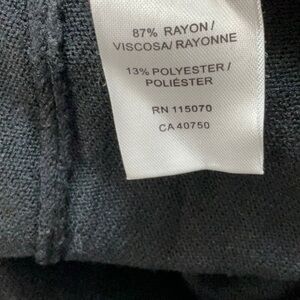 87% RAYON/
VISCOSA/RAYONNE
13% POLYESTER/
POLIÉSTER
RN 115070
CA 40750